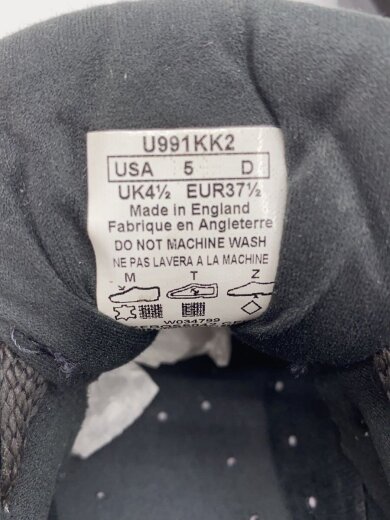 U991KK2
USA 5 D
UK4½ EUR37½
Made in England
Fabrique en Angleterre
DO NOT MACHINE WASH
NE PAS LAVERA A LA MACHINE
M T Z
W034799